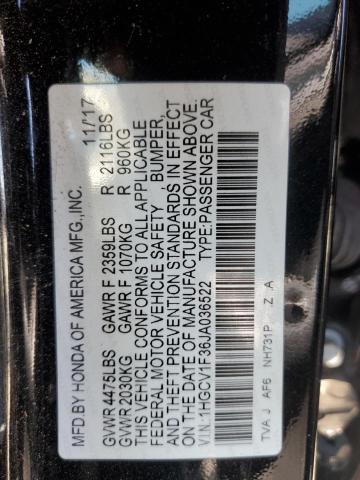 MFD BY HONDA OF AMERICA MFG.,INC. 11/17
GVWR 4475LBS GAWR F 2359LBS R 2116LBS
GVWR 2030KG GAWR F 1070KG R 960KG
THIS VEHICLE CONFORMS TO ALL APPLICABLE
FEDERAL MOTOR VEHICLE SAFETY , BUMPER,
AND THEFT PREVENTION STANDARDS IN EFFECT
ON THE DATE OF MANUFACTURE SHOWN ABOVE.
V.I.N:1HGCV1F36JA036522 TYPE:PASSENGER CAR
TVA J AF6 NH731P Z .A